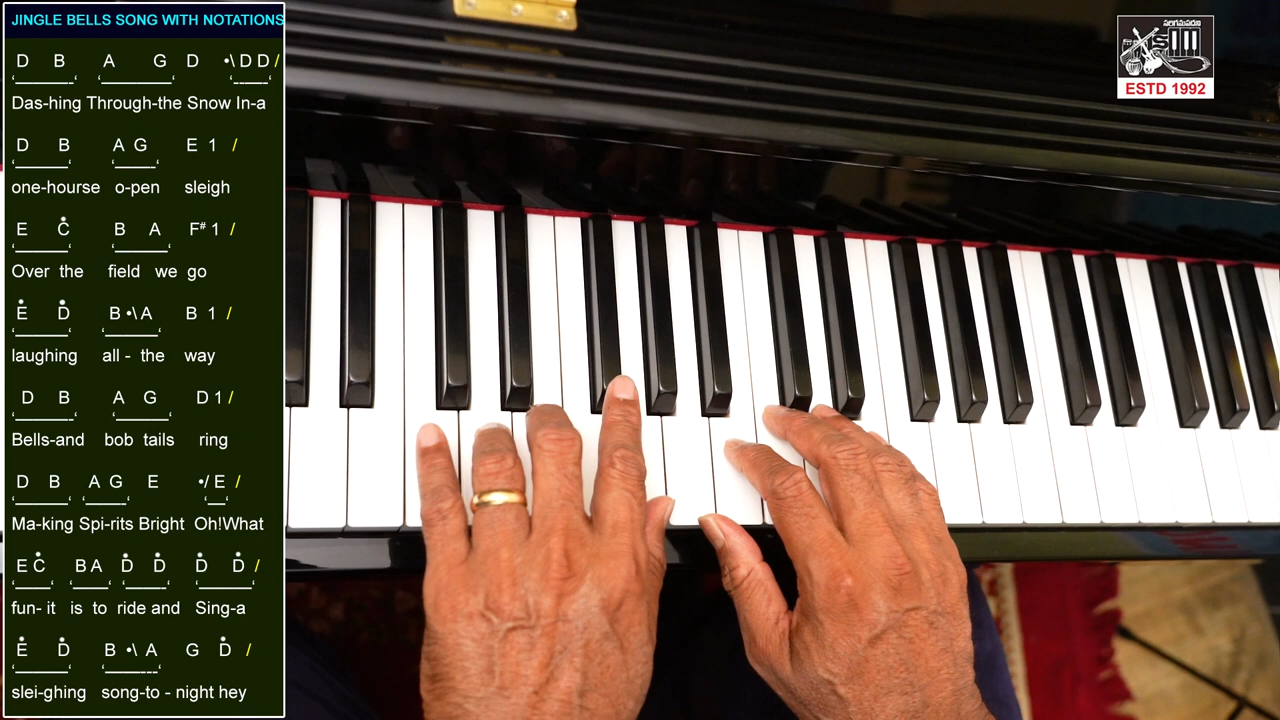 JINGLE BELLS SONG WITH NOTATIONS
D B A G D •\ D D /
Das-hing Through-the Snow In-a
D B A G E 1 /
one-hourse o-pen sleigh
E Ċ B A F# 1 /
Over the field we go
Ė Ḋ B •\ A B 1 /
laughing all - the way
D B A G D 1 /
Bells-and bob tails ring
D B A G E •/ E /
Ma-king Spi-rits Bright Oh!What
E Ċ B A Ḋ Ḋ Ḋ Ḋ /
fun- it is to ride and Sing-a
Ė Ḋ B •\ A G Ḋ /
slei-ghing song-to - night hey
సరిగమపదని
ESTD 1992